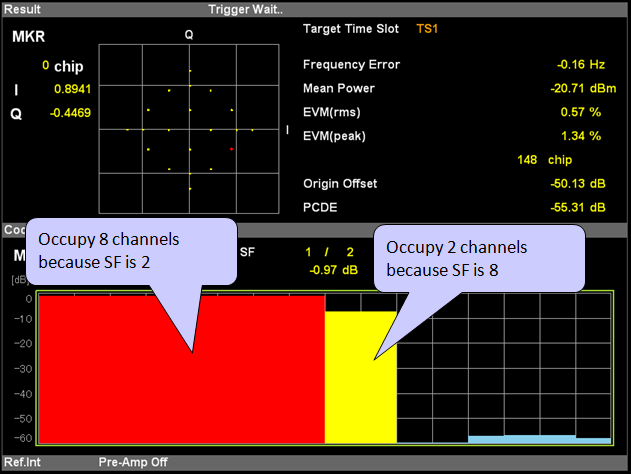 Result Trigger Wait..
MKR Q Target Time Slot TS1
0 chip
I 0.8941
Q -0.4469
I
Frequency Error -0.16 Hz
Mean Power -20.71 dBm
EVM(rms) 0.57 %
EVM(peak) 1.34 %
148 chip
Origin Offset -50.13 dB
PCDE -55.31 dB
Occupy 8 channels
because SF is 2
SF 1 / 2
-0.97 dB
Occupy 2 channels
because SF is 8
0
-10
-20
-30
-40
-50
-60
Ref.Int Pre-Amp Off